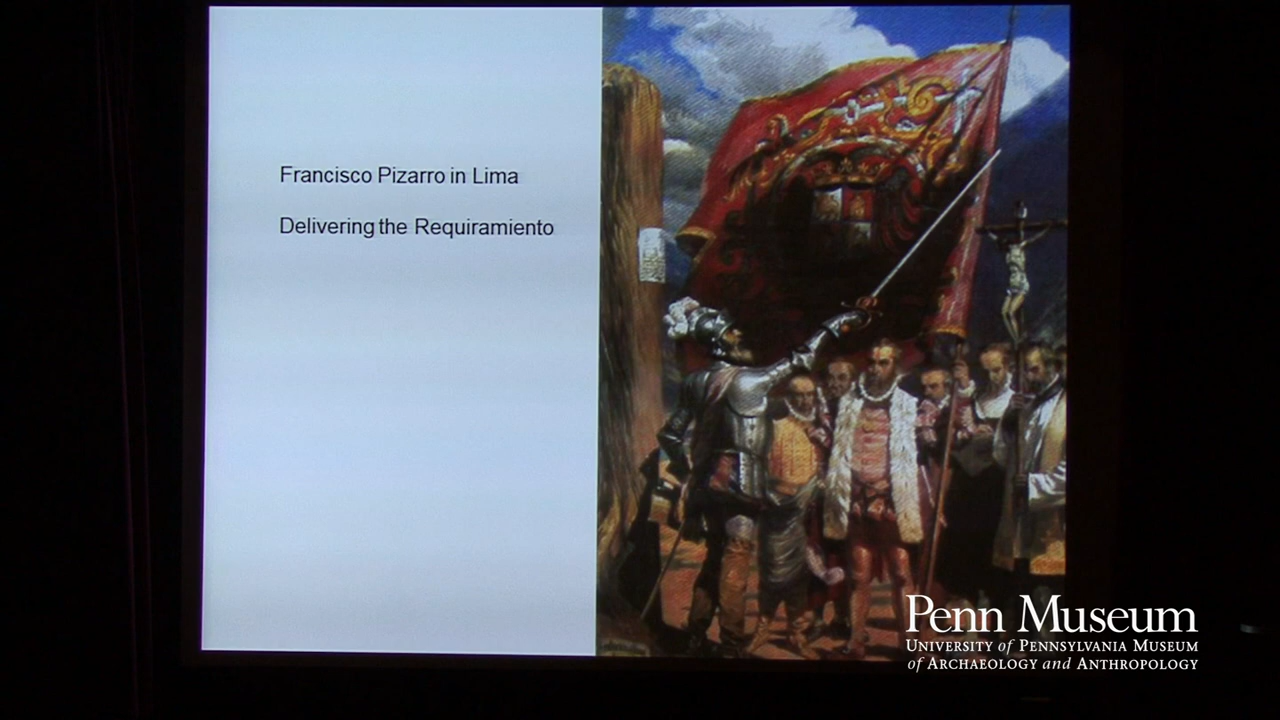 Francisco Pizarro in Lima
Delivering the Requiramiento
Penn Museum
University of Pennsylvania Museum
of Archaeology and Anthropology